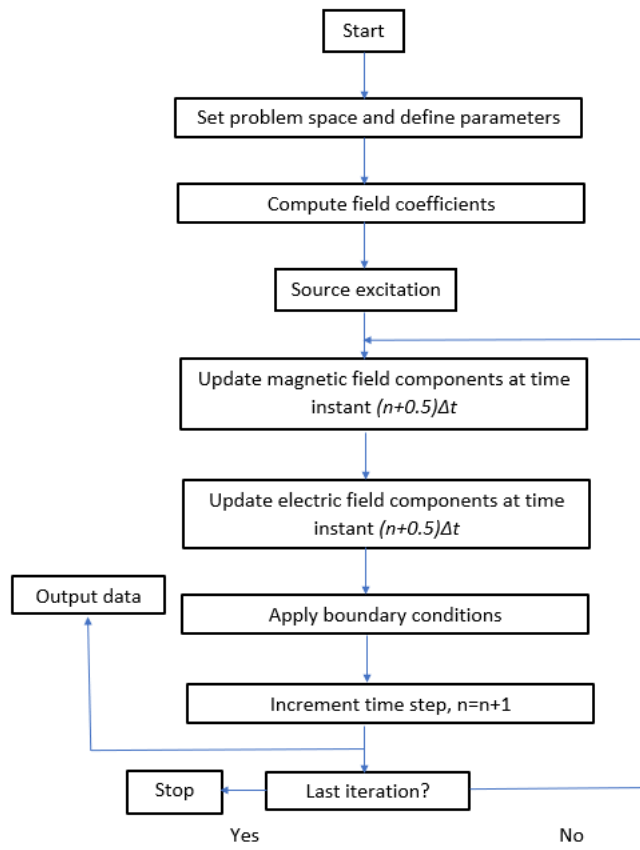 Start
Set problem space and define parameters
Compute field coefficients
Source excitation
Update magnetic field components at time
instant (n+0.5)Δt
Update electric field components at time
instant (n+0.5)Δt
Output data
Apply boundary conditions
Increment time step, n=n+1
Stop
Last iteration?
Yes
No